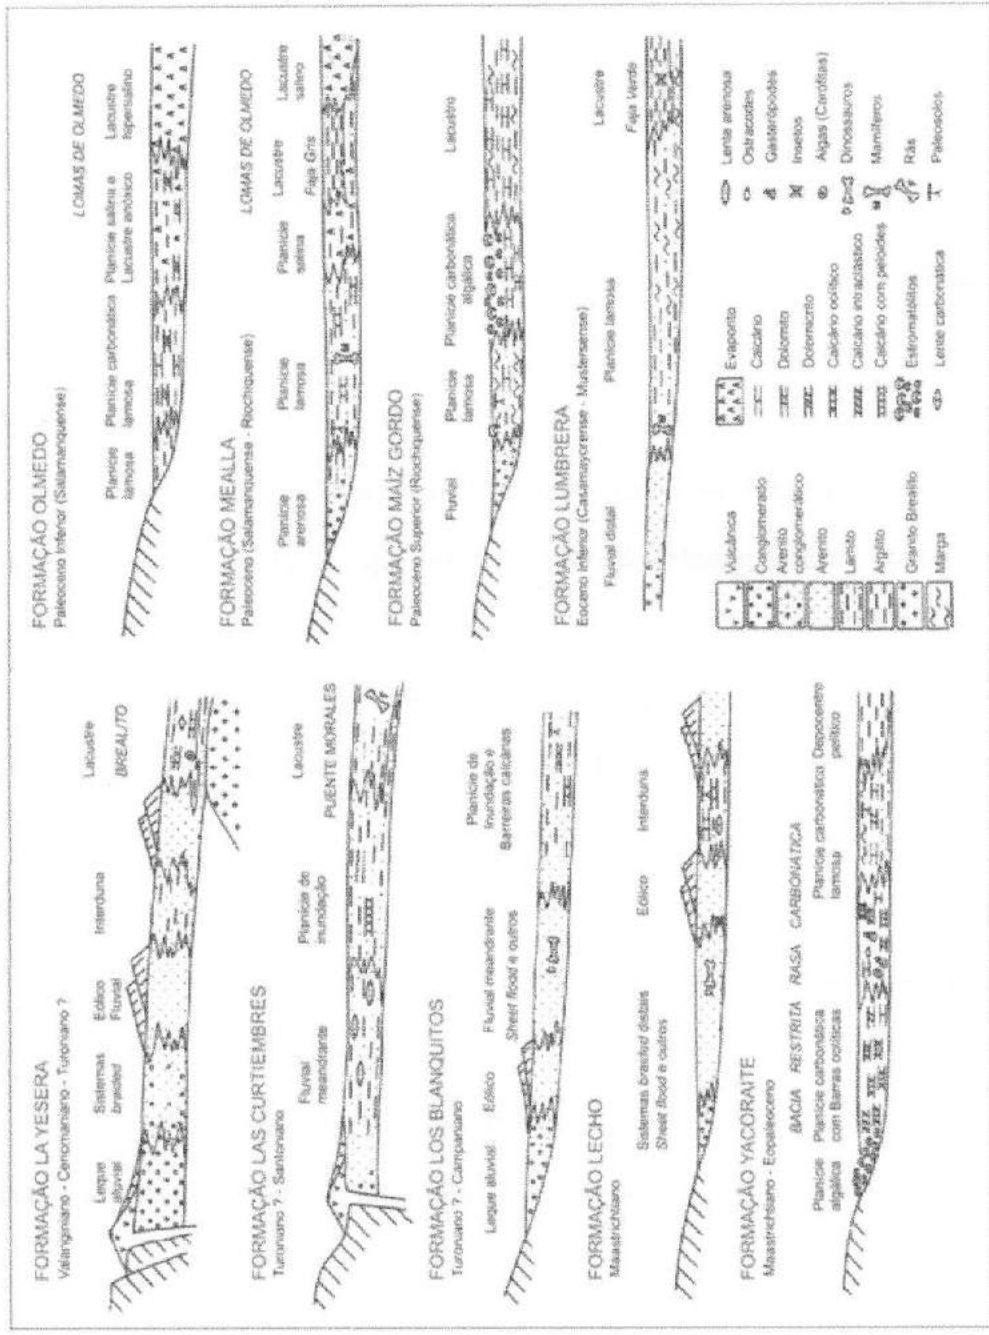 FORMAÇÃO LA YESERA
Valanginiano - Cenomaniano - Turoniano ?
Leque aluvial
Sistemas braided
Eólico Fluvial
Interduna
Lacustre
BREALITO
FORMAÇÃO LAS CURTIEMBRES
Turoniano ? - Santoniano
Fluvial meandrante
Planície de inundação
Lacustre
PUENTE MORALES
FORMAÇÃO LOS BLANQUITOS
Turoniano ? - Campaniano
Leque aluvial
Eólico
Fluvial meandrante
Sheet flood e outros
Planície de
Inundação e
Barreiras calcárias
FORMAÇÃO LECHO
Maastrichiano
Sistemas braided distais
Sheet flood e outros
Eólico
Interduna
FORMAÇÃO YACORAITE
Maastrichtiano - Eopaleoceno
BACIA RESTRITA RASA CARBONÁTICA
Planície algálica
Planície carbonática com Barras oolíticas
Planície carbonática lamosa
Depocentro pelítico
FORMAÇÃO OLMEDO
Paleoceno Inferior (Salamanquense)
LOMAS DE OLMEDO
Planície lamosa
Planície carbonática lamosa
Planície salina a Lacustre anóxico
Lacustre hipersalino
FORMAÇÃO MEALLA
Paleoceno (Salamanquense - Riochiquense)
LOMAS DE OLMEDO
Planície arenosa
Planície lamosa
Planície salina
Lacustre
Faja Gris
Lacustre salino
FORMAÇÃO MAÍZ GORDO
Paleoceno Superior (Riochiquense)
Fluvial
Planície lamosa
Planície carbonática algálica
Lacustre
FORMAÇÃO LUMBRERA
Eoceno Inferior (Casamayorense - Mustersense)
Fluvial distal
Planície lamosa
Lacustre
Faja Verde
Vulcânica
Conglomerado
Arenito conglomerático
Arenito
Lamito
Argilito
Granito Brealito
Marga
Evaporito
Calcário
Dolomito
Dolomicrito
Calcário oolítico
Calcário intraclástico
Calcário com pelóides
Estromatólitos
Lente carbonática
Lente arenosa
Ostracodes
Gasterópodes
Insetos
Algas (Carófitas)
Dinossauros
Mamíferos
Rãs
Paleosolos